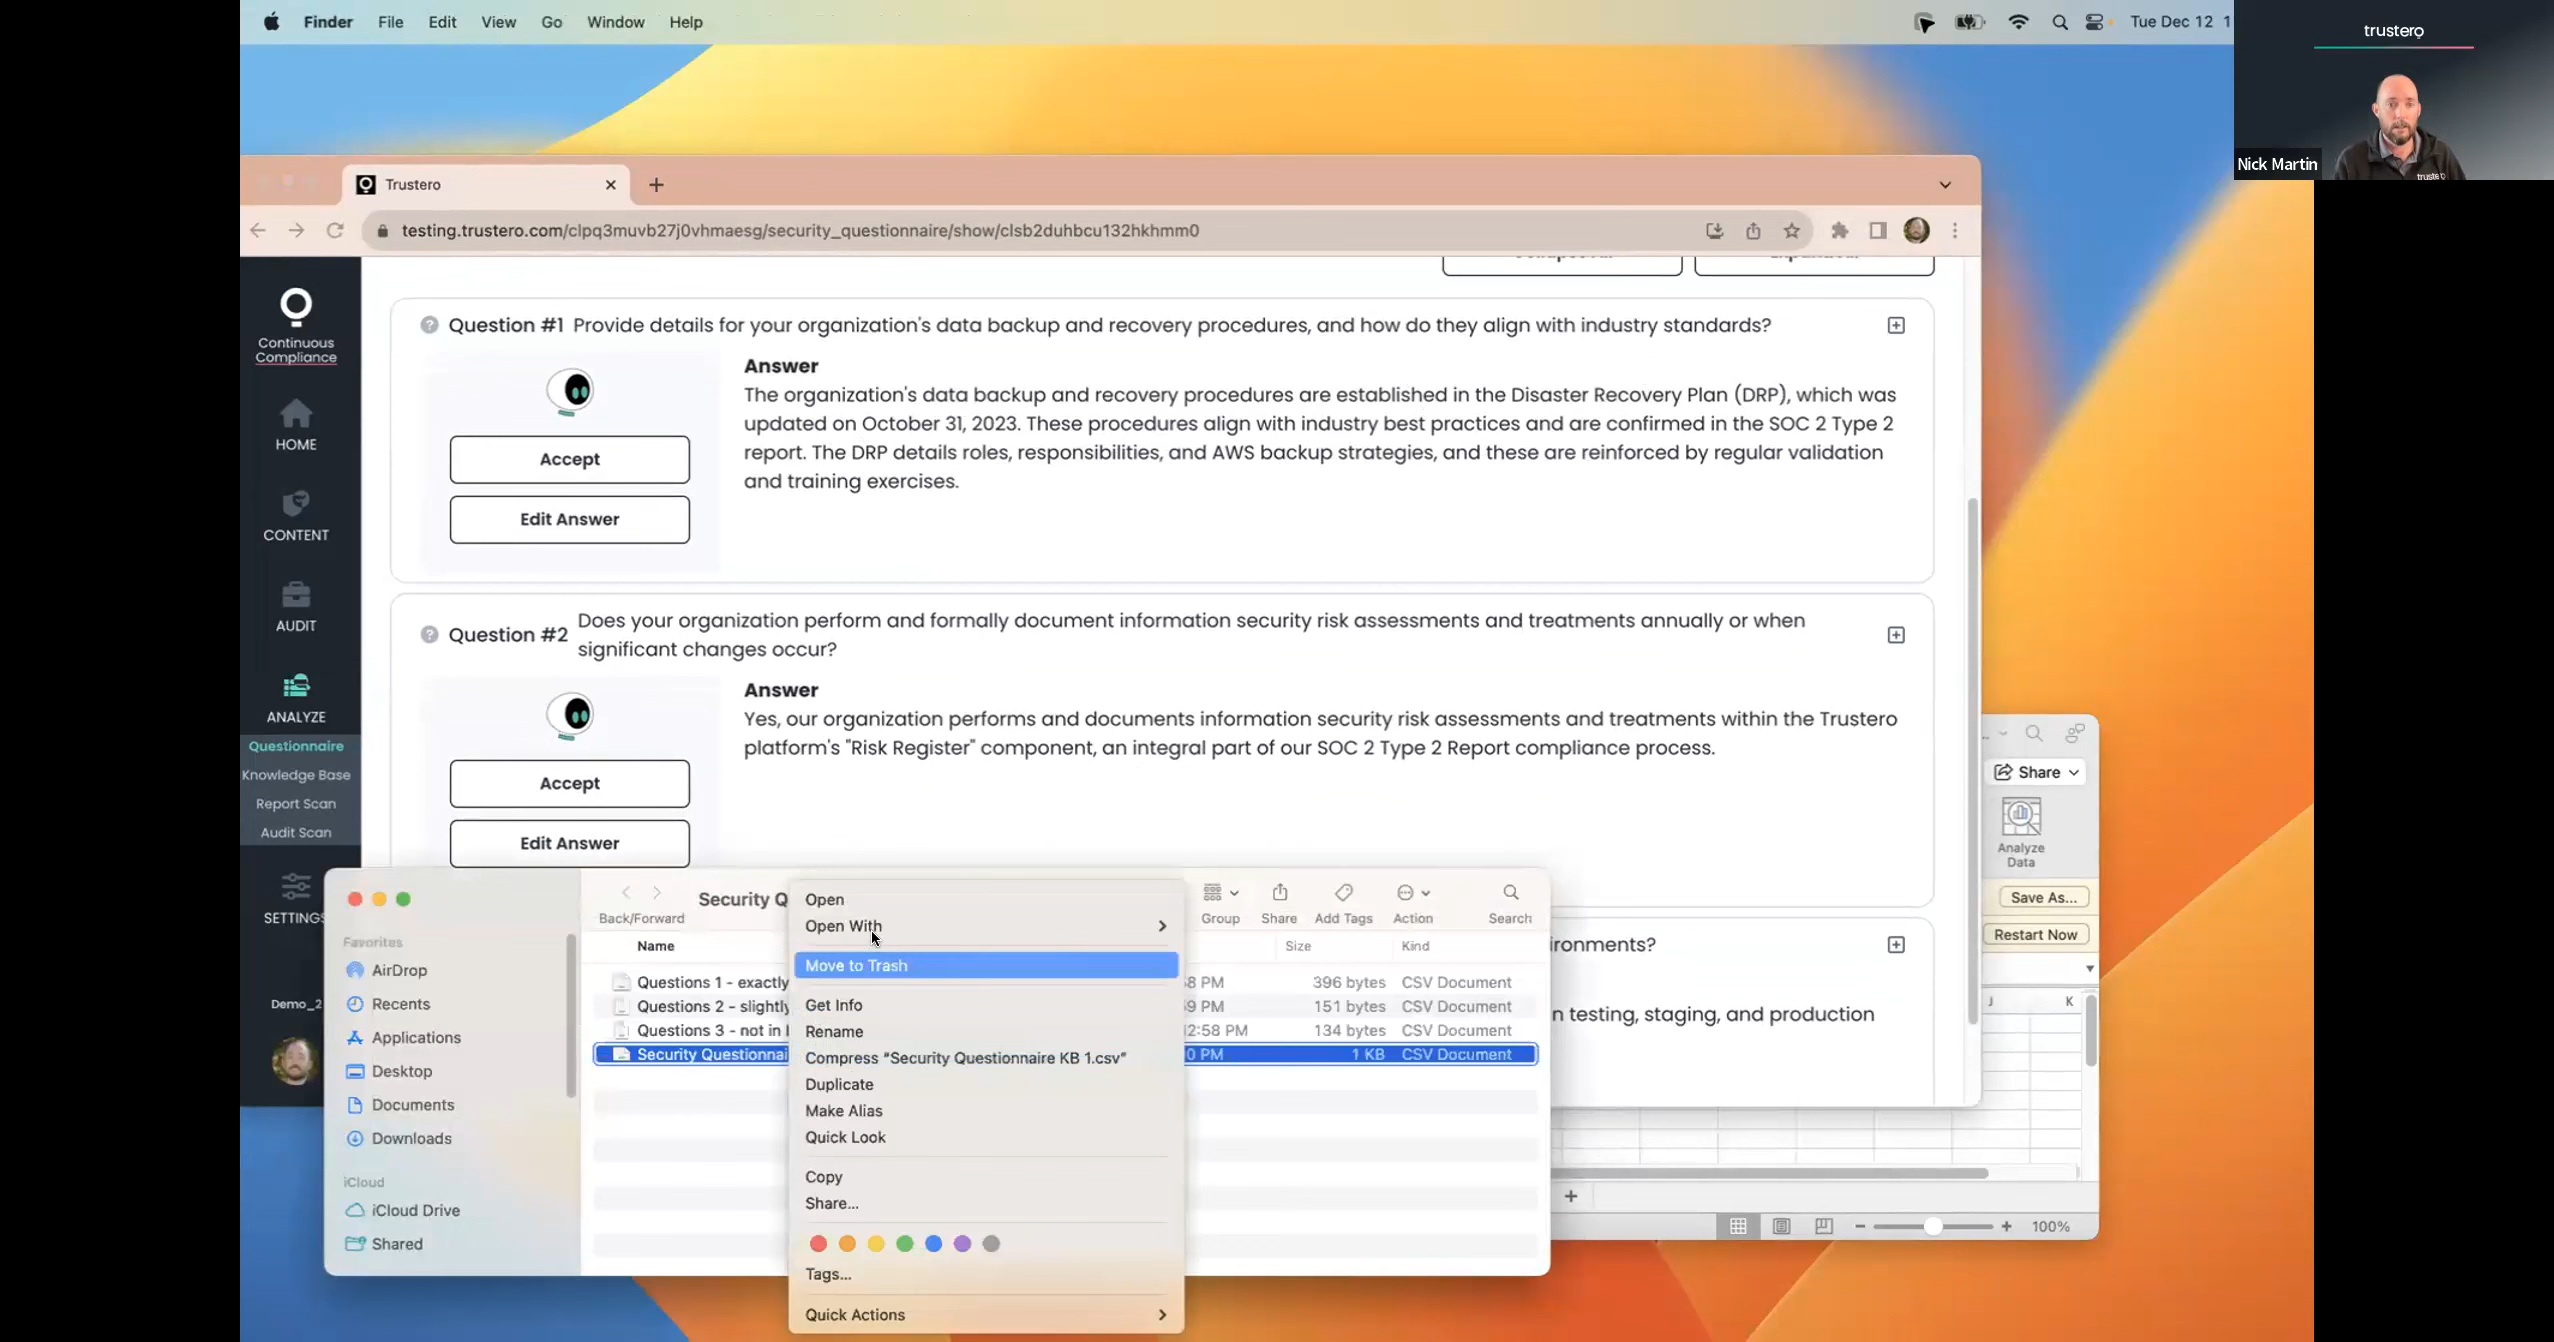 Finder File Edit View Go Window Help
Tue Dec 12 1
trustero
Nick Martin
Trustero
testing.trustero.com/clpq3muvb27j0vhmaesg/security_questionnaire/show/clsb2duhbcu132hkhmm0
Continuous
Compliance
HOME
CONTENT
AUDIT
ANALYZE
Questionnaire
Knowledge Base
Report Scan
Audit Scan
SETTINGS
Demo_2
Question #1 Provide details for your organization's data backup and recovery procedures, and how do they align with industry standards?
Accept
Edit Answer
Answer
The organization's data backup and recovery procedures are established in the Disaster Recovery Plan (DRP), which was
updated on October 31, 2023. These procedures align with industry best practices and are confirmed in the SOC 2 Type 2
report. The DRP details roles, responsibilities, and AWS backup strategies, and these are reinforced by regular validation
and training exercises.
Question #2 Does your organization perform and formally document information security risk assessments and treatments annually or when
significant changes occur?
Accept
Edit Answer
Answer
Yes, our organization performs and documents information security risk assessments and treatments within the Trustero
platform's "Risk Register" component, an integral part of our SOC 2 Type 2 Report compliance process.
ironments?
n testing, staging, and production
Share
Analyze
Data
Save As...
Restart Now
J K
100%
Favorites
AirDrop
Recents
Applications
Desktop
Documents
Downloads
iCloud
iCloud Drive
Shared
Back/Forward
Security Q
Group Share Add Tags Action Search
Name Size Kind
Questions 1 - exactly 8 PM 396 bytes CSV Document
Questions 2 - slightly 9 PM 151 bytes CSV Document
Questions 3 - not in 12:58 PM 134 bytes CSV Document
Security Questionnai 0 PM 1 KB CSV Document
Open
Open With
Move to Trash
Get Info
Rename
Compress “Security Questionnaire KB 1.csv”
Duplicate
Make Alias
Quick Look
Copy
Share...
Tags...
Quick Actions